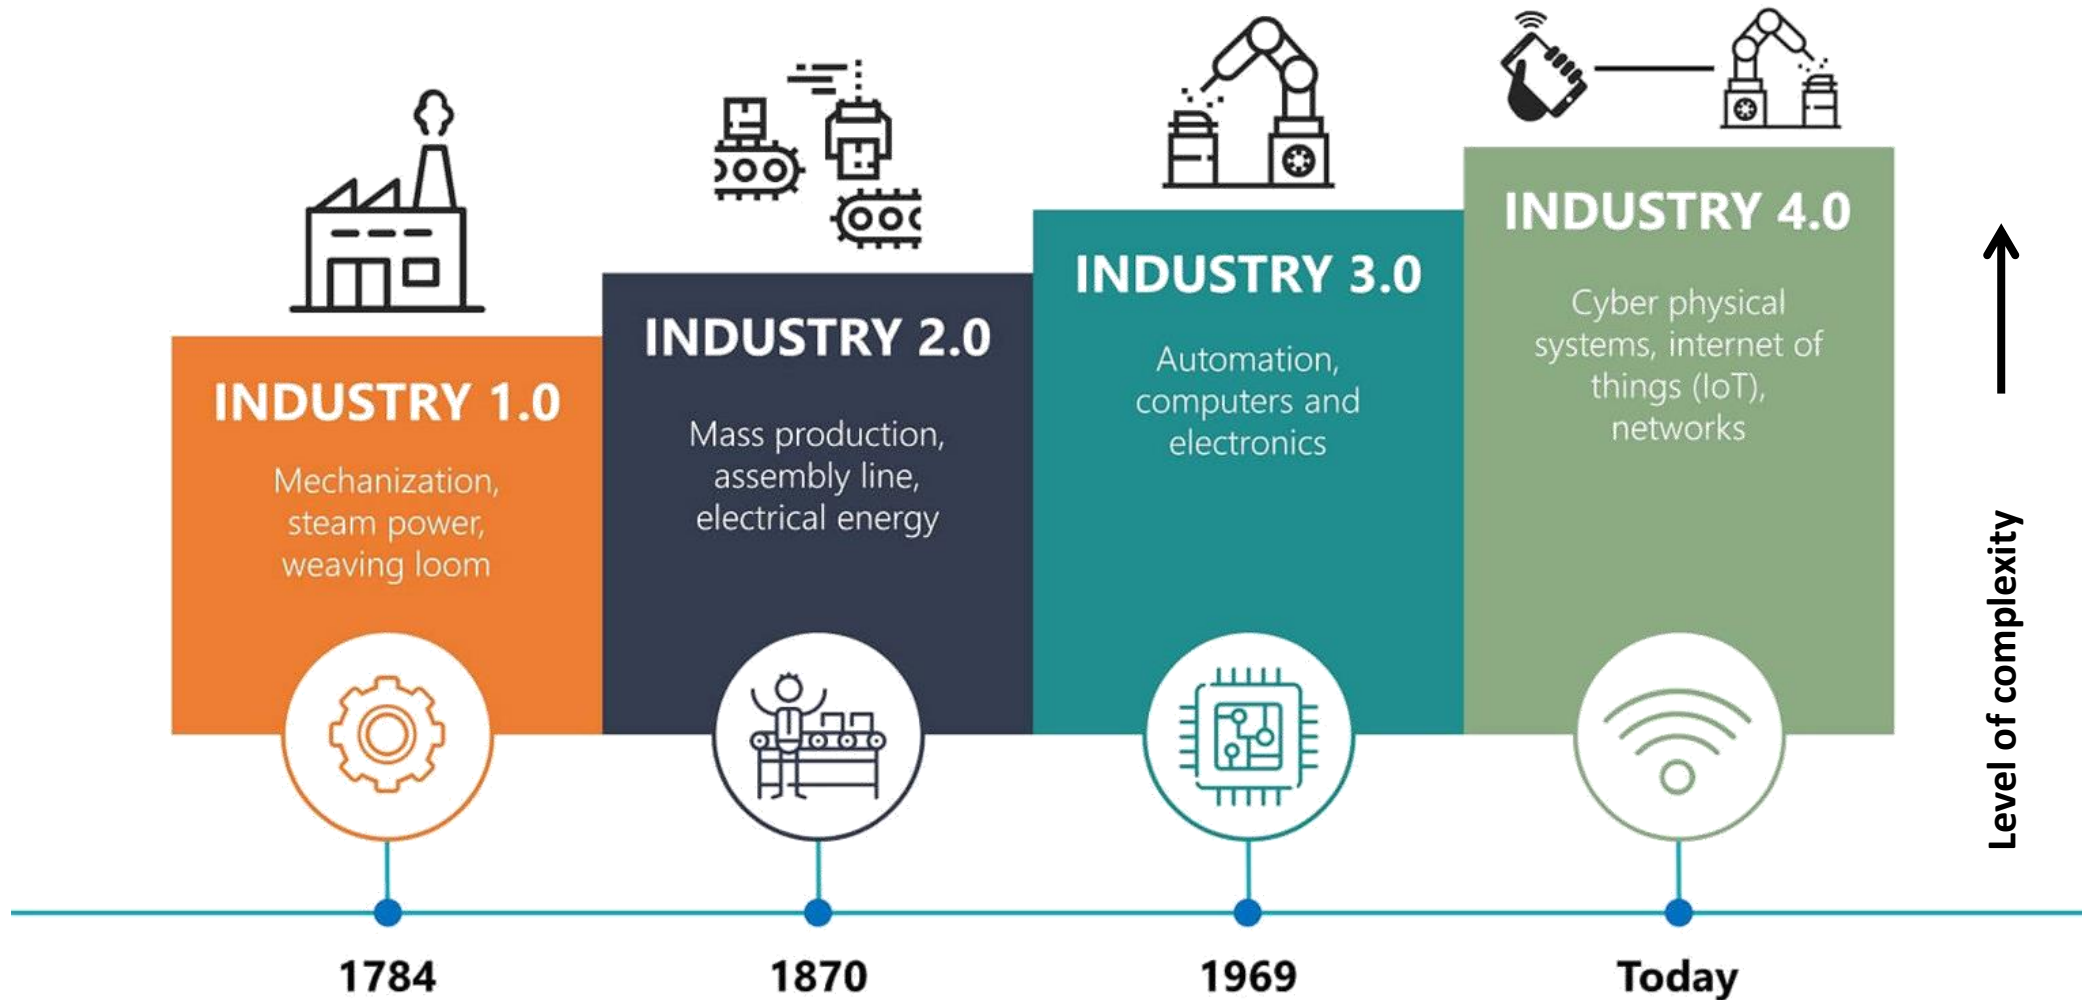 INDUSTRY 1.0
Mechanization,
steam power,
weaving loom
INDUSTRY 2.0
Mass production,
assembly line,
electrical energy
INDUSTRY 3.0
Automation,
computers and
electronics
INDUSTRY 4.0
Cyber physical
systems, internet of
things (IoT),
networks
Level of complexity
1784
1870
1969
Today